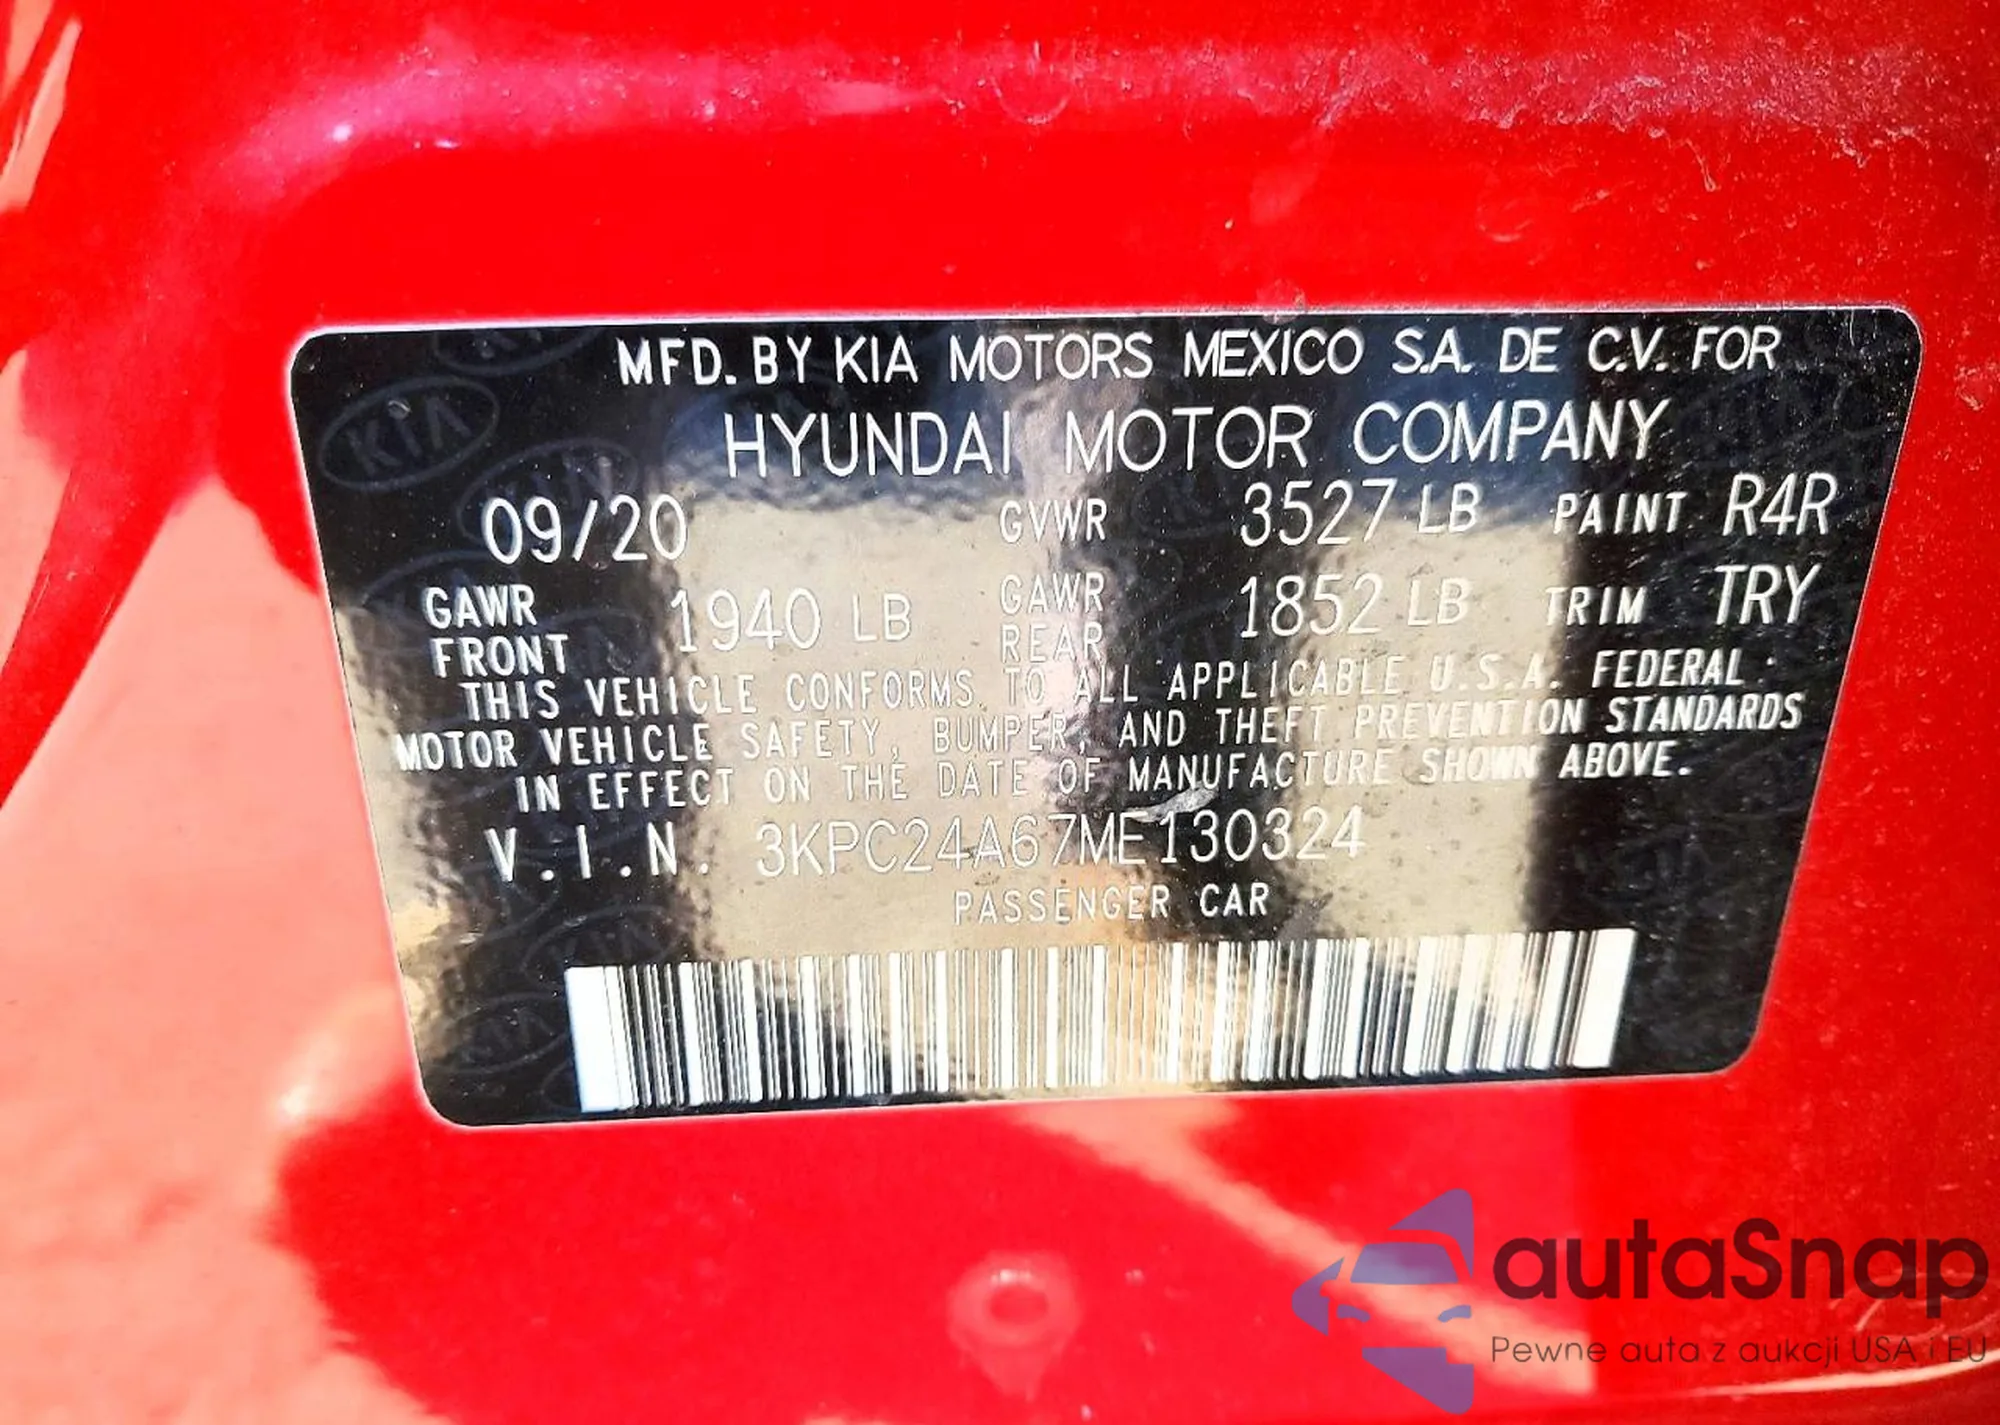 MFD. BY KIA MOTORS MEXICO S.A. DE C.V. FOR
HYUNDAI MOTOR COMPANY
09/20 GVWR 3527 LB PAINT R4R
GAWR FRONT 1940 LB GAWR REAR 1852 LB TRIM TRY
THIS VEHICLE CONFORMS TO ALL APPLICABLE U.S.A. FEDERAL
MOTOR VEHICLE SAFETY, BUMPER, AND THEFT PREVENTION STANDARDS
IN EFFECT ON THE DATE OF MANUFACTURE SHOWN ABOVE.
V.I.N. 3KPC24A67ME130324
PASSENGER CAR
autaSnap
Pewne auta z aukcji USA i EU